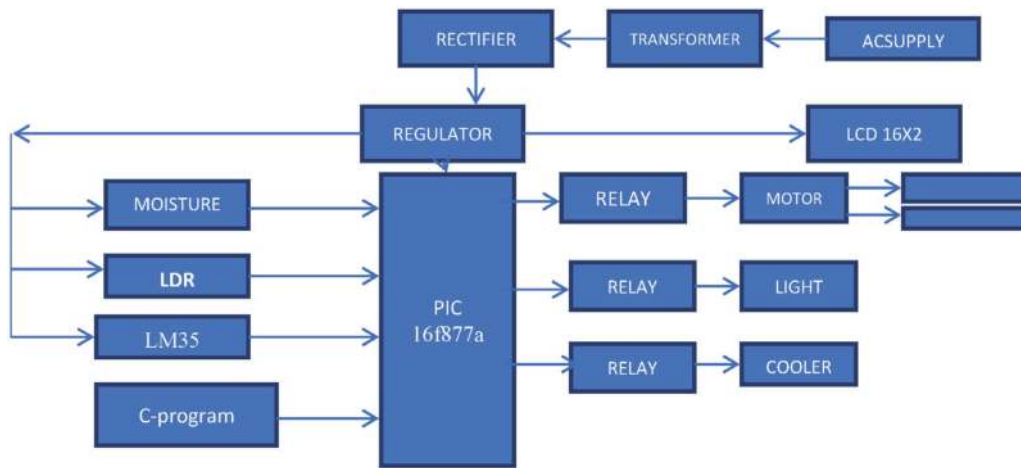 RECTIFIER
TRANSFORMER
ACSUPPLY
REGULATOR
LCD 16X2
MOISTURE
RELAY
MOTOR
LDR
PIC
16f877a
RELAY
LIGHT
LM35
RELAY
COOLER
C-program